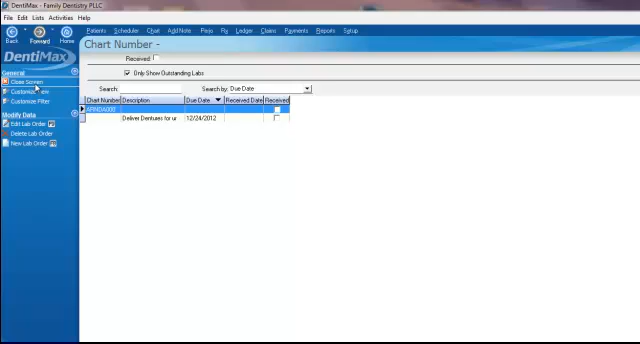 DentiMax - Family Dentistry PLLC
File Edit Lists Activities Help
Back Forward Home
Patients Scheduler Chart Add Note Perio Rx Ledger Claims Payments Reports Setup
DentiMax
Chart Number -
Received:
General
Only Show Outstanding Labs
Close Screen
Search: Search by: Due Date
Customize View
Customize Filter
Chart Number Description Due Date Received Date Received
Modify Data
Deliver Dentures for ur 12/24/2012
Edit Lab Order
Delete Lab Order
New Lab Order